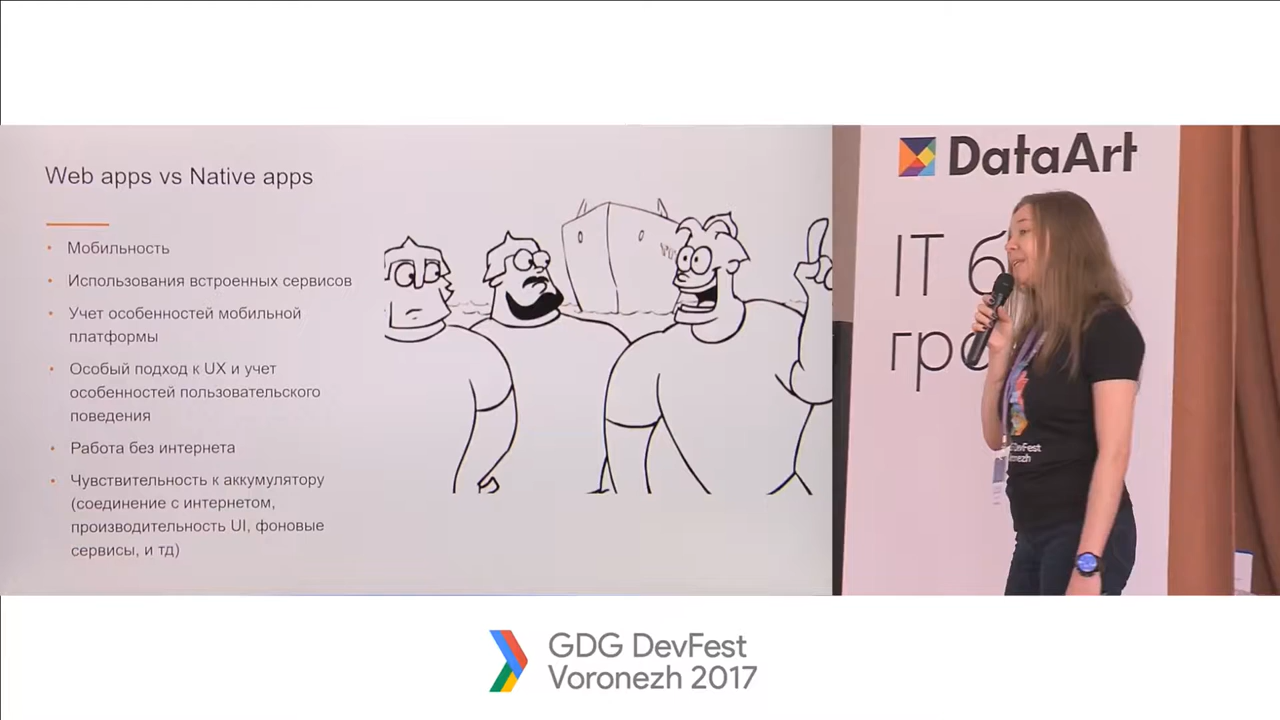 Web apps vs Native apps
• Мобильность
• Использования встроенных сервисов
• Учет особенностей мобильной
платформы
• Особый подход к UX и учет
особенностей пользовательского
поведения
• Работа без интернета
• Чувствительность к аккумулятору
(соединение с интернетом,
производительность UI, фоновые
сервисы, и тд)
DataArt
IT
DevFest
GDG DevFest
Voronezh 2017